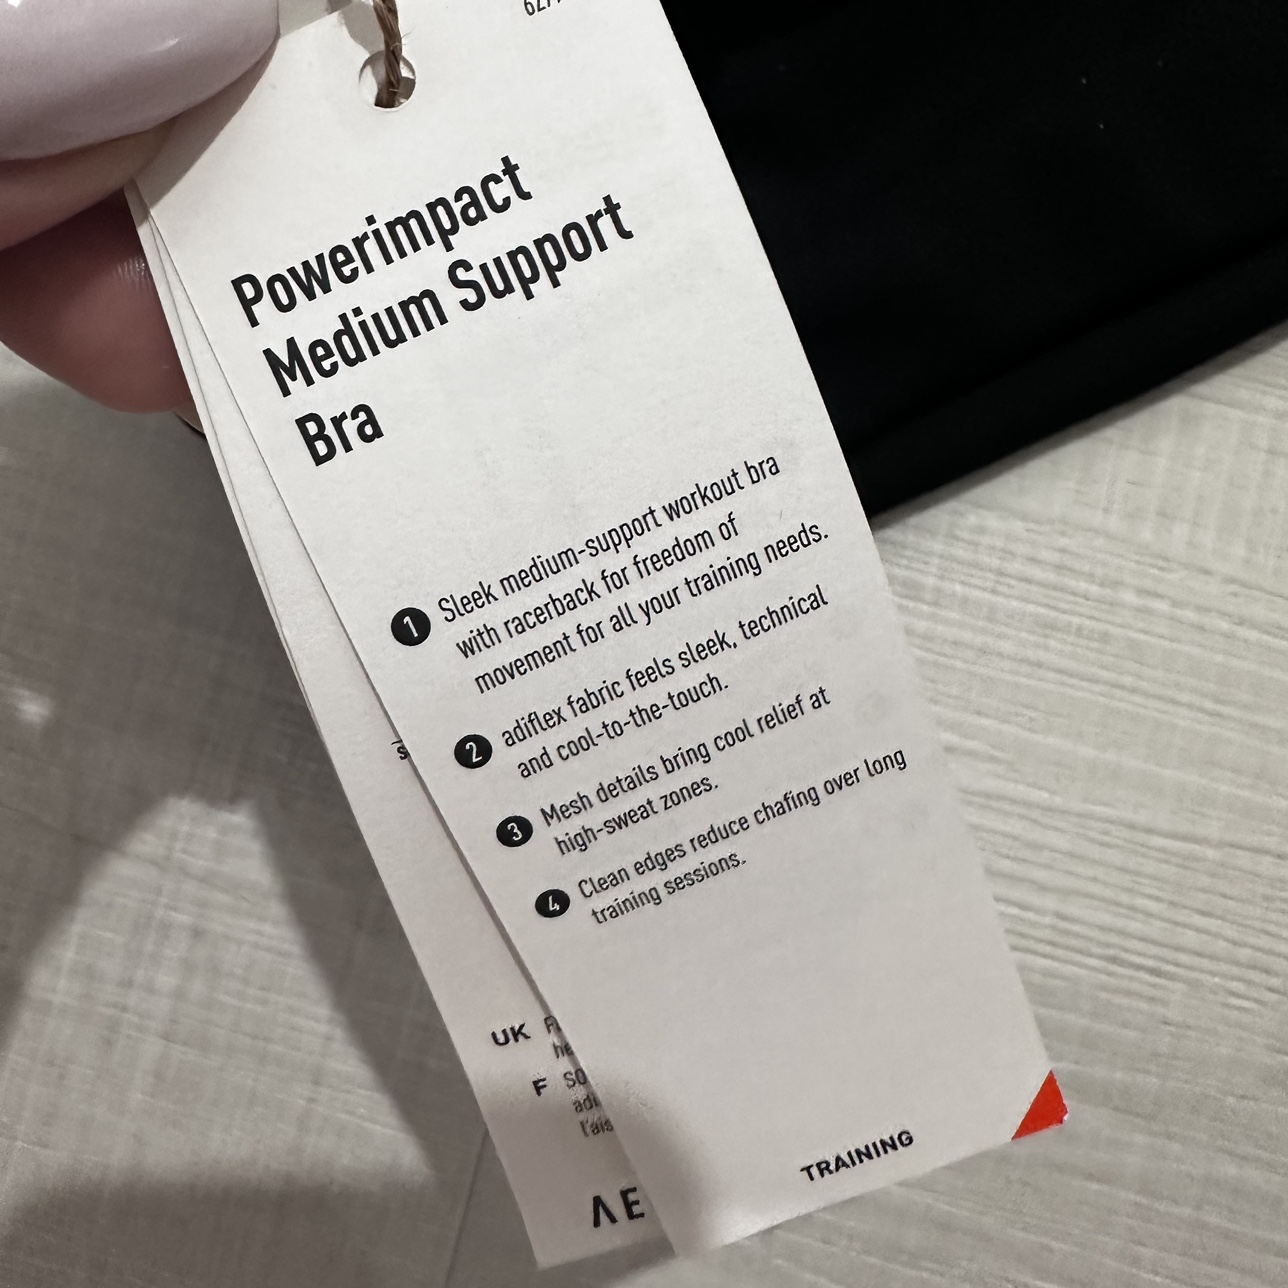 Powerimpact
Medium Support
Bra
1 Sleek medium-support workout bra
with racerback for freedom of
movement for all your training needs.
2 adiflex fabric feels sleek, technical
and cool-to-the-touch.
3 Mesh details bring cool relief at
high-sweat zones.
4 Clean edges reduce chafing over long
training sessions.
TRAINING
UK
F